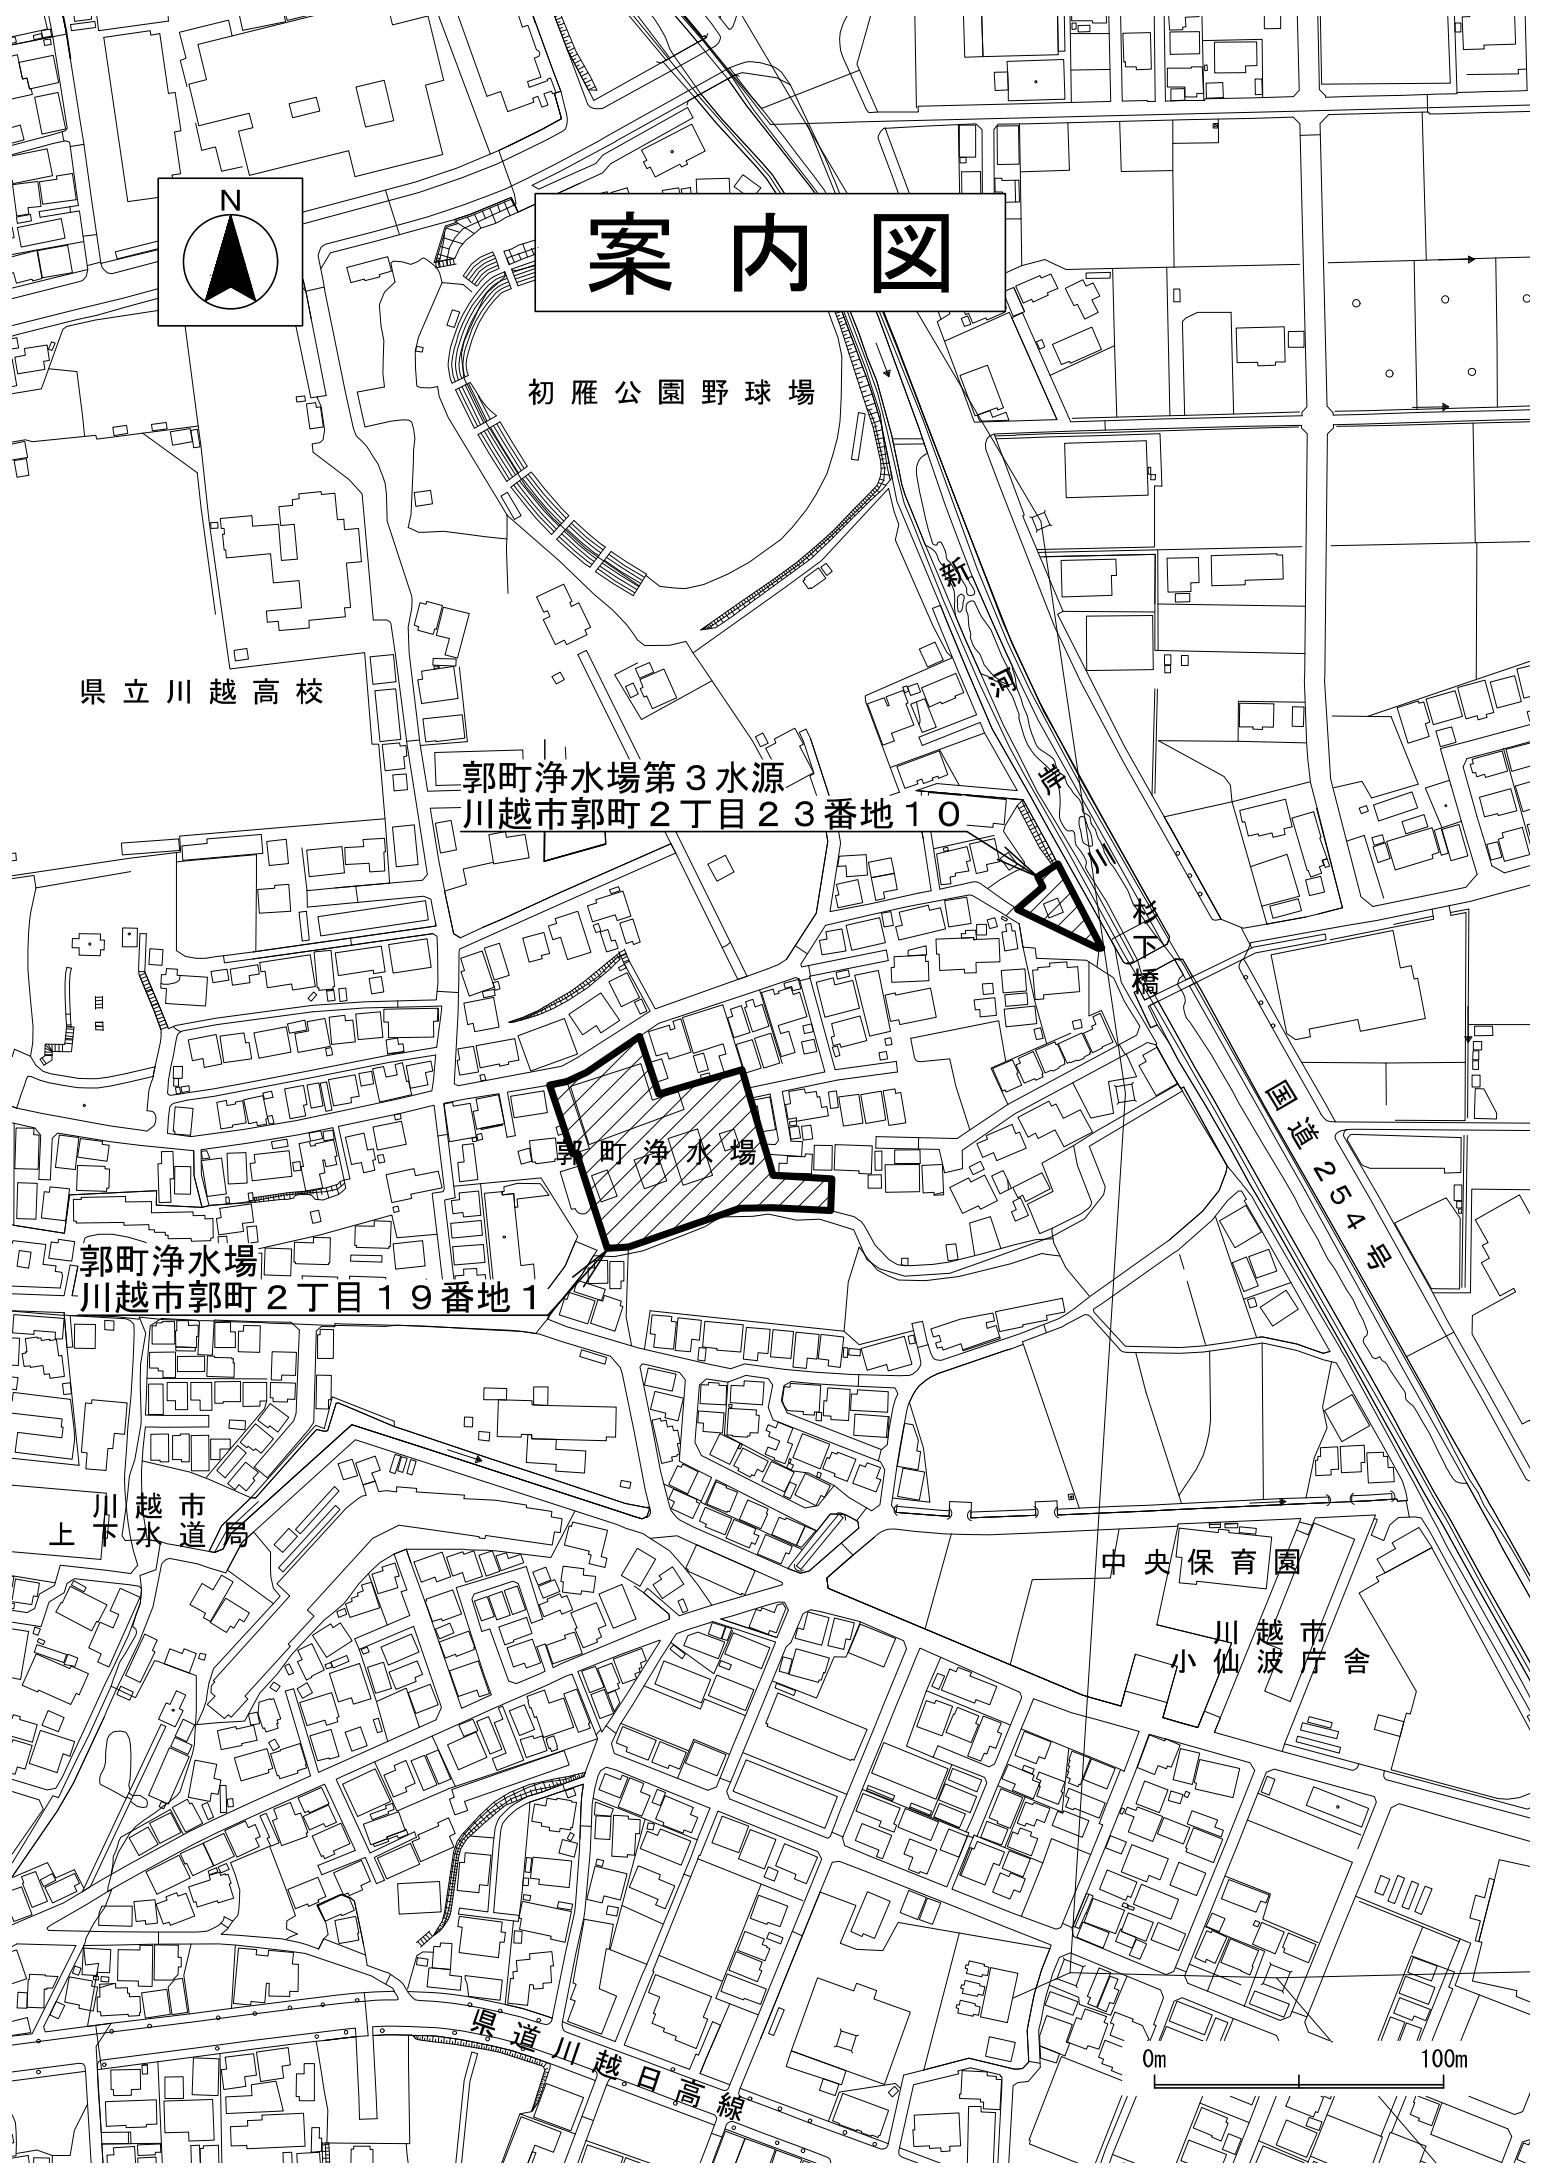 N
案内図
初雁公園野球場
新河岸川
県立川越高校
郭町浄水場第３水源
川越市郭町２丁目２３番地１０
杉下橋
国道254号
郭町浄水場
郭町浄水場
川越市郭町２丁目１９番地１
川越市
上下水道局
中央保育園
川越市
小仙波庁舎
県道川越日高線
0m 100m